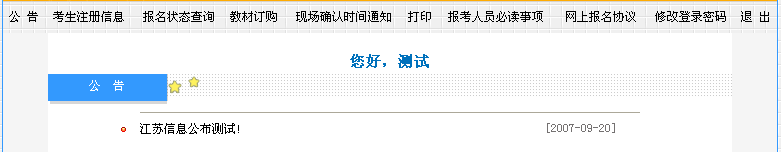 公 告 考生注册信息 报名状态查询 教材订购 现场确认时间通知 打印 报考人员必读事项 网上报名协议 修改登录密码 退 出
您好，测试
公 告
江苏信息公布测试! [2007-09-20]